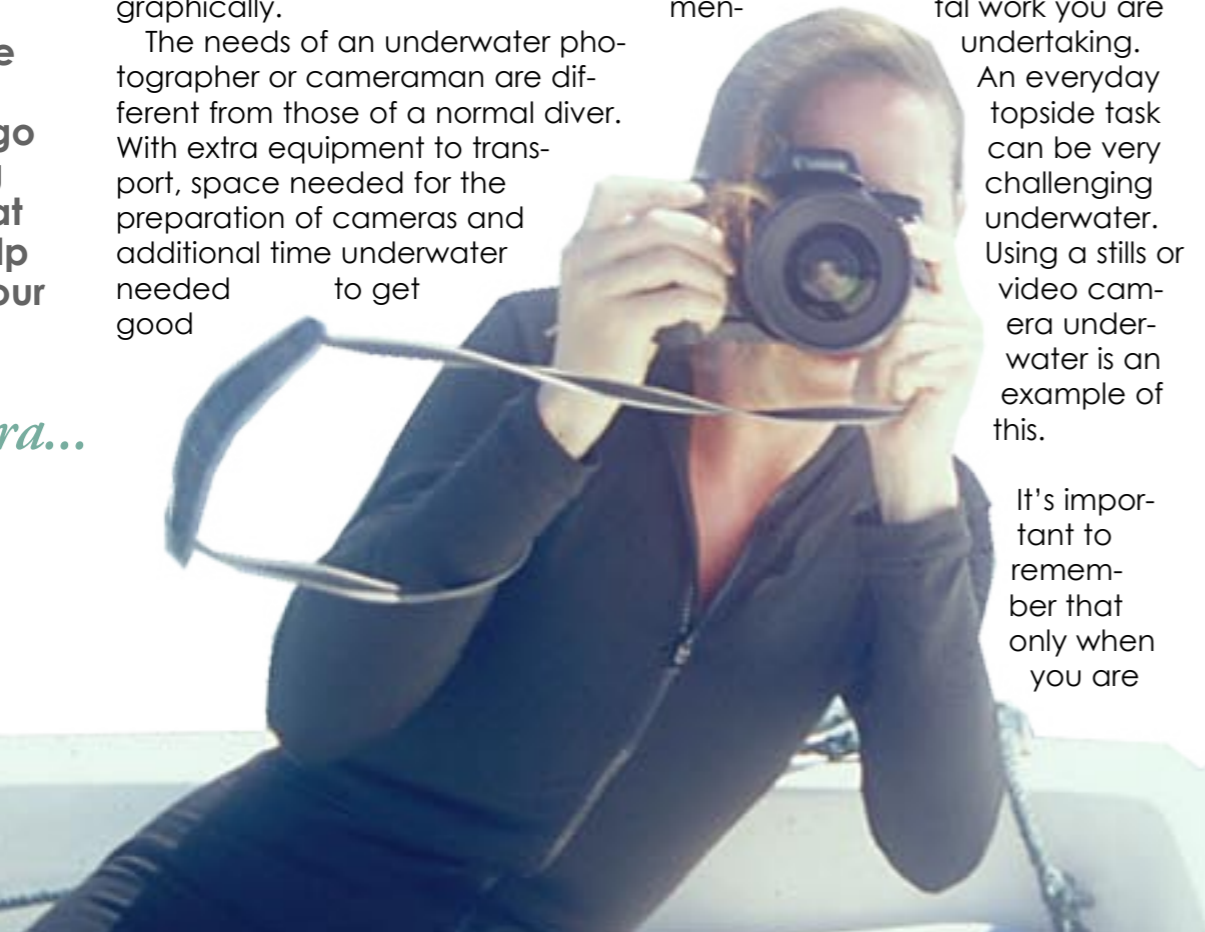 e
go
at
lp
our
ra...
graphically.
The needs of an underwater pho-
tographer or cameraman are dif-
ferent from those of a normal diver.
With extra equipment to trans-
port, space needed for the
preparation of cameras and
additional time underwater
needed to get
good
men- tal work you are
undertaking.
An everyday
topside task
can be very
challenging
underwater.
Using a stills or
video cam-
era under-
water is an
example of
this.
It's impor-
tant to
remem-
ber that
only when
you are